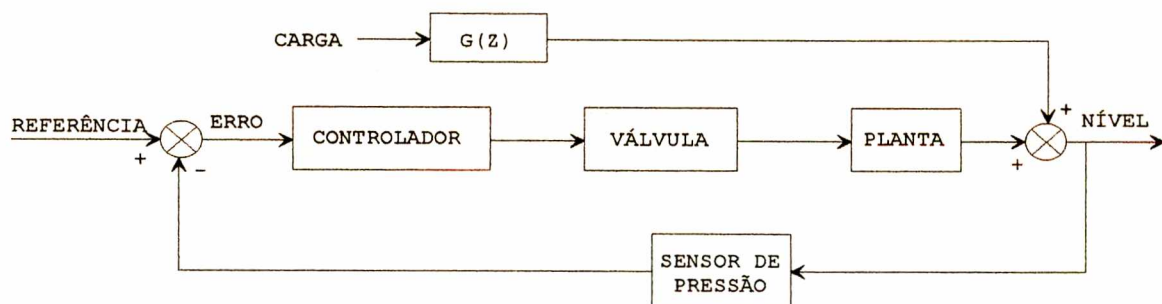 CARGA
G(Z)
+
REFERÊNCIA
ERRO
CONTROLADOR
VÁLVULA
PLANTA
NÍVEL
+
-
+
SENSOR DE
PRESSÃO